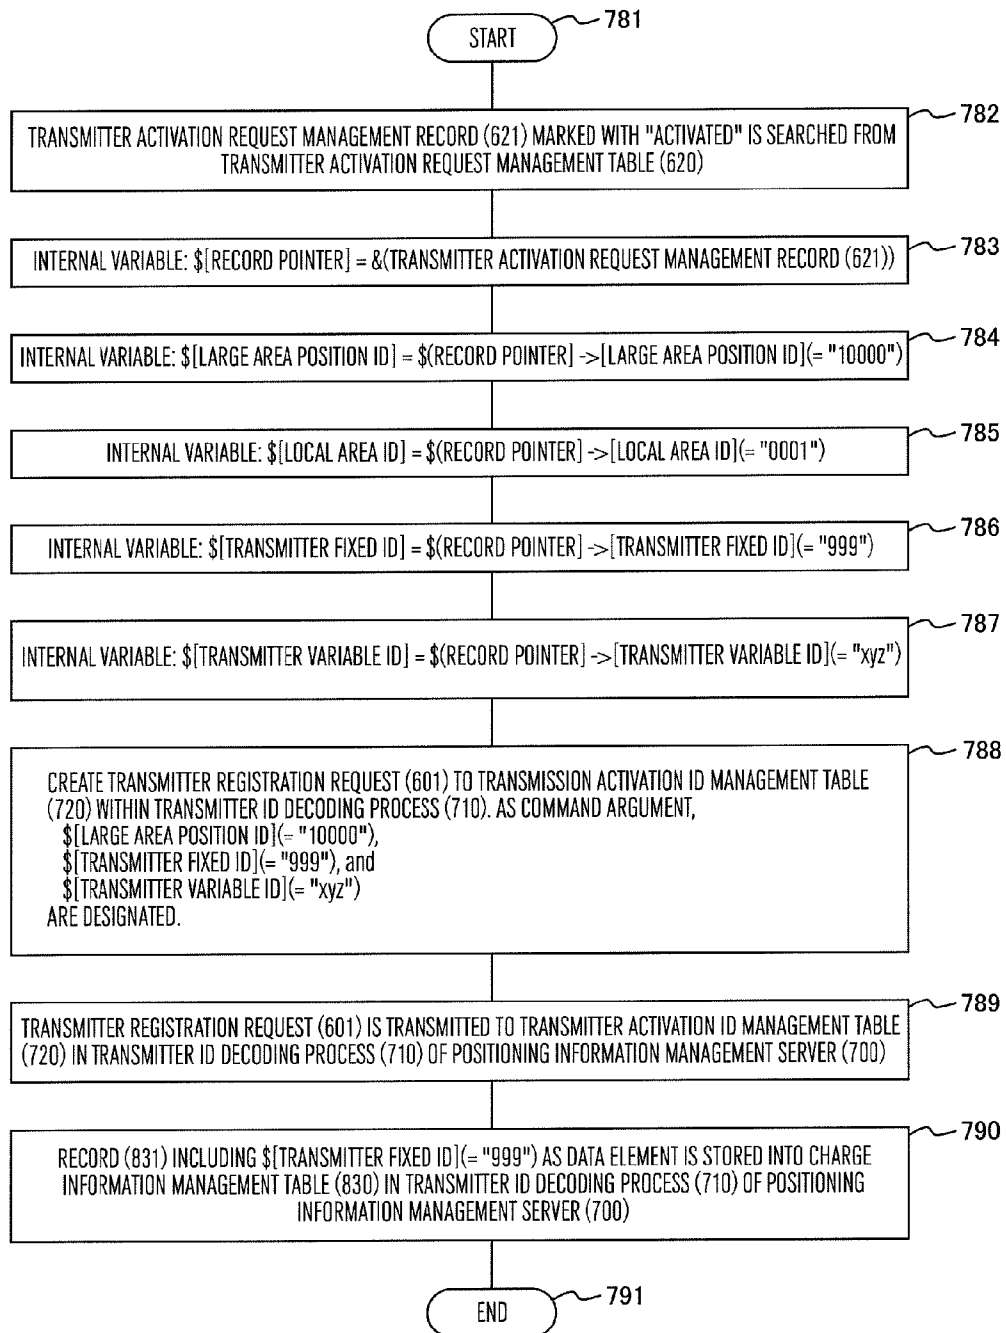 START
781
782
TRANSMITTER ACTIVATION REQUEST MANAGEMENT RECORD (621) MARKED WITH "ACTIVATED" IS SEARCHED FROM
TRANSMITTER ACTIVATION REQUEST MANAGEMENT TABLE (620)
783
INTERNAL VARIABLE: $[RECORD POINTER] = &(TRANSMITTER ACTIVATION REQUEST MANAGEMENT RECORD (621))
784
INTERNAL VARIABLE: $[LARGE AREA POSITION ID] = $(RECORD POINTER] ->[LARGE AREA POSITION ID](= "10000")
785
INTERNAL VARIABLE: $[LOCAL AREA ID] = $(RECORD POINTER] ->[LOCAL AREA ID](= "0001")
786
INTERNAL VARIABLE: $[TRANSMITTER FIXED ID] = $(RECORD POINTER] ->[TRANSMITTER FIXED ID](= "999")
787
INTERNAL VARIABLE: $[TRANSMITTER VARIABLE ID] = $(RECORD POINTER] ->[TRANSMITTER VARIABLE ID](= "xyz")
788
CREATE TRANSMITTER REGISTRATION REQUEST (601) TO TRANSMISSION ACTIVATION ID MANAGEMENT TABLE
(720) WITHIN TRANSMITTER ID DECODING PROCESS (710). AS COMMAND ARGUMENT,
$[LARGE AREA POSITION ID](= "10000"),
$[TRANSMITTER FIXED ID](= "999"), and
$[TRANSMITTER VARIABLE ID](= "xyz")
ARE DESIGNATED.
789
TRANSMITTER REGISTRATION REQUEST (601) IS TRANSMITTED TO TRANSMITTER ACTIVATION ID MANAGEMENT TABLE
(720) IN TRANSMITTER ID DECODING PROCESS (710) OF POSITIONING INFORMATION MANAGEMENT SERVER (700)
790
RECORD (831) INCLUDING $[TRANSMITTER FIXED ID](= "999") AS DATA ELEMENT IS STORED INTO CHARGE
INFORMATION MANAGEMENT TABLE (830) IN TRANSMITTER ID DECODING PROCESS (710) OF POSITIONING
INFORMATION MANAGEMENT SERVER (700)
END
791